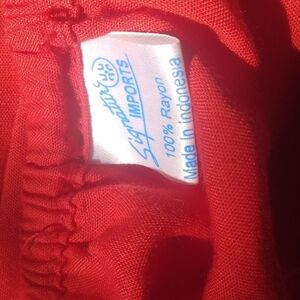 Signature
IMPORTS
100% Rayon
Made in Indonesia